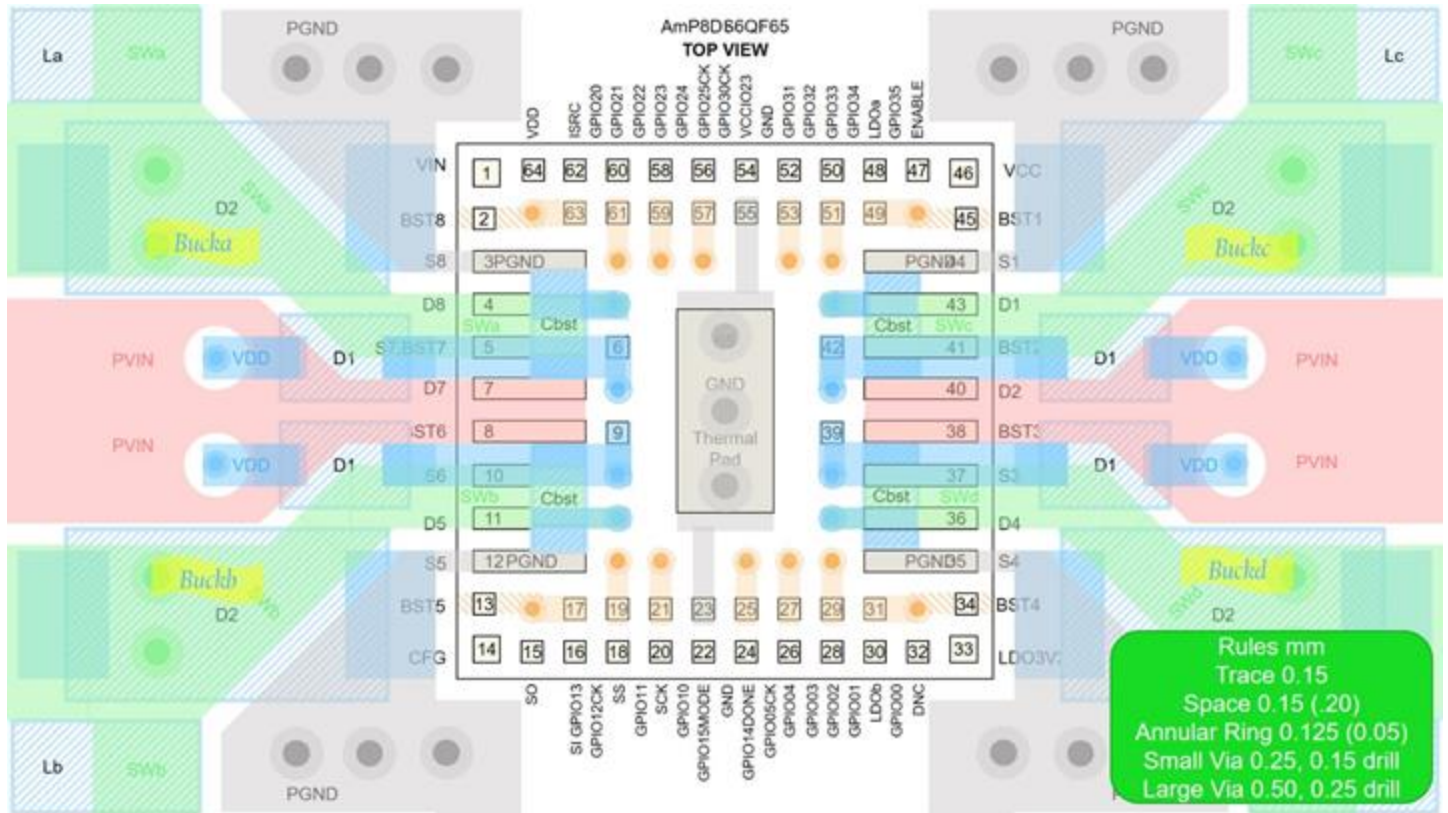 AmP8DS6QF65
TOP VIEW
PGND
PGND
La
SWa
SWc
Lc
VDD
ISRC
GPIO20
GPIO21
GPIO22
GPIO23
GPIO24
GPIO25CK
GPIO30CK
VCCIO23
GND
GPIO31
GPIO32
GPIO33
GPIO34
LDOa
GPIO35
ENABLE
VIN
1
64
62
60
58
56
54
52
50
48
47
46
VCC
SWa
D2
SWc
D2
BST8
2
63
61
59
57
55
53
51
49
45
BST1
Bucka
Buckc
S8
3PGND
PGND44
S1
D8
4
43
D1
SWa
Cbst
Cbst
SWc
PVIN
VDD
D1
S7,BST7
5
6
42
41
BST2
D1
VDD
PVIN
D7
7
GND
40
D2
BST6
8
9
39
38
BST3
Thermal
Pad
PVIN
VDD
D1
S6
10
37
S3
D1
VDD
PVIN
SWb
Cbst
Cbst
SWd
D5
11
36
D4
S5
12PGND
PGND35
S4
Buckb
Buckd
D2
SWb
SWd
D2
BST5
13
17
19
21
23
25
27
29
31
34
BST4
CFG
14
15
16
18
20
22
24
26
28
30
32
33
LDO3V
SO
SI GPIO13
GPIO12CK
SS
GPIO11
SCK
GPIO10
GPIO15MODE
GND
GPIO14DONE
GPIO05CK
GPIO04
GPIO03
GPIO02
GPIO01
LDOb
GPIO00
DNC
Lb
SWb
PGND
Rules mm
Trace 0.15
Space 0.15 (.20)
Annular Ring 0.125 (0.05)
Small Via 0.25, 0.15 drill
Large Via 0.50, 0.25 drill